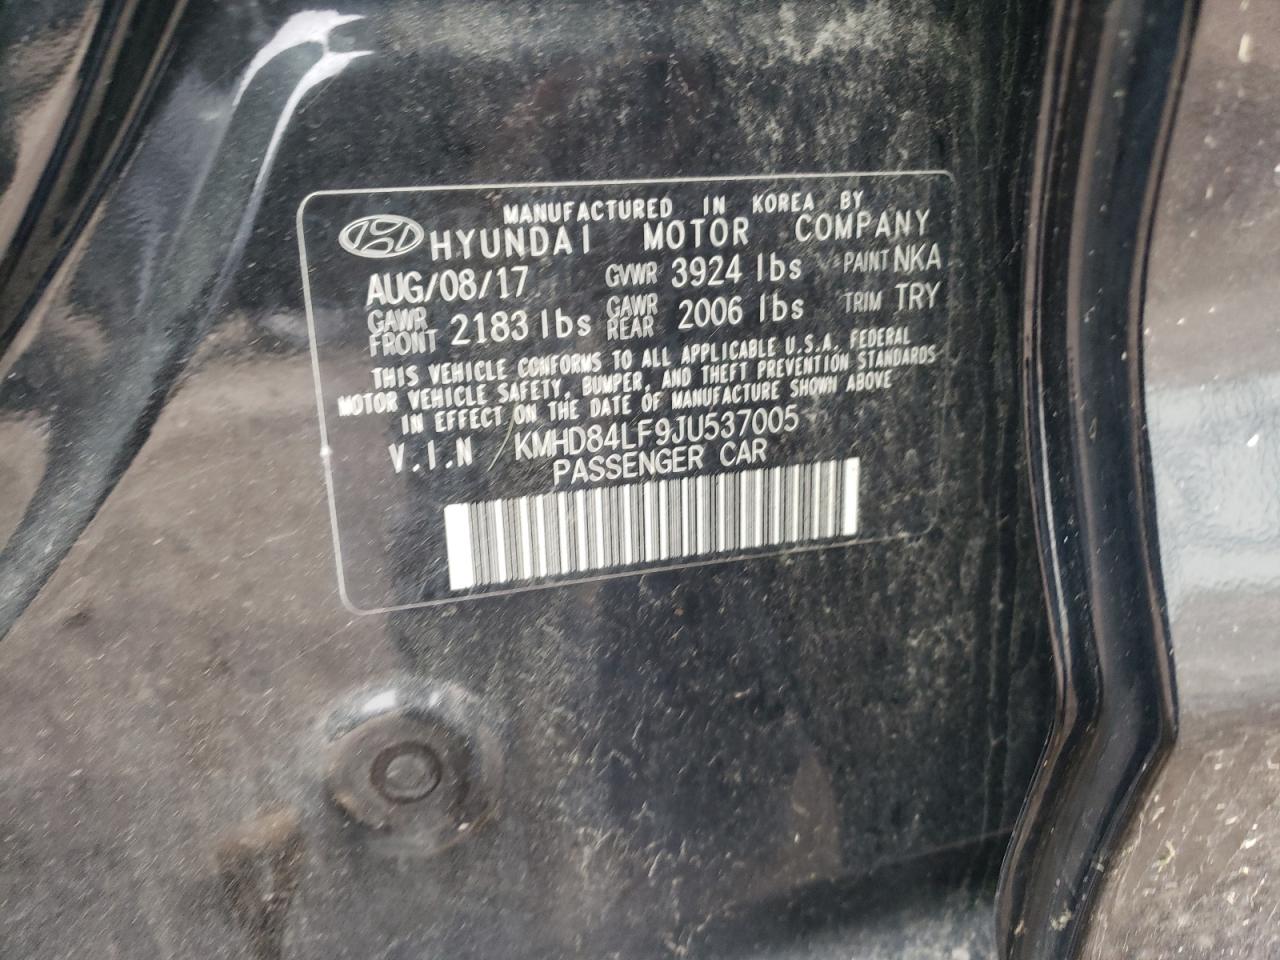 MANUFACTURED IN KOREA BY
HYUNDAI MOTOR COMPANY
AUG/08/17 GVWR 3924 lbs PAINT NKA
GAWR FRONT 2183 lbs GAWR REAR 2006 lbs TRIM TRY
THIS VEHICLE CONFORMS TO ALL APPLICABLE U.S.A. FEDERAL
MOTOR VEHICLE SAFETY, BUMPER, AND THEFT PREVENTION STANDARDS
IN EFFECT ON THE DATE OF MANUFACTURE SHOWN ABOVE
V.I.N KMHD84LF9JU537005
PASSENGER CAR